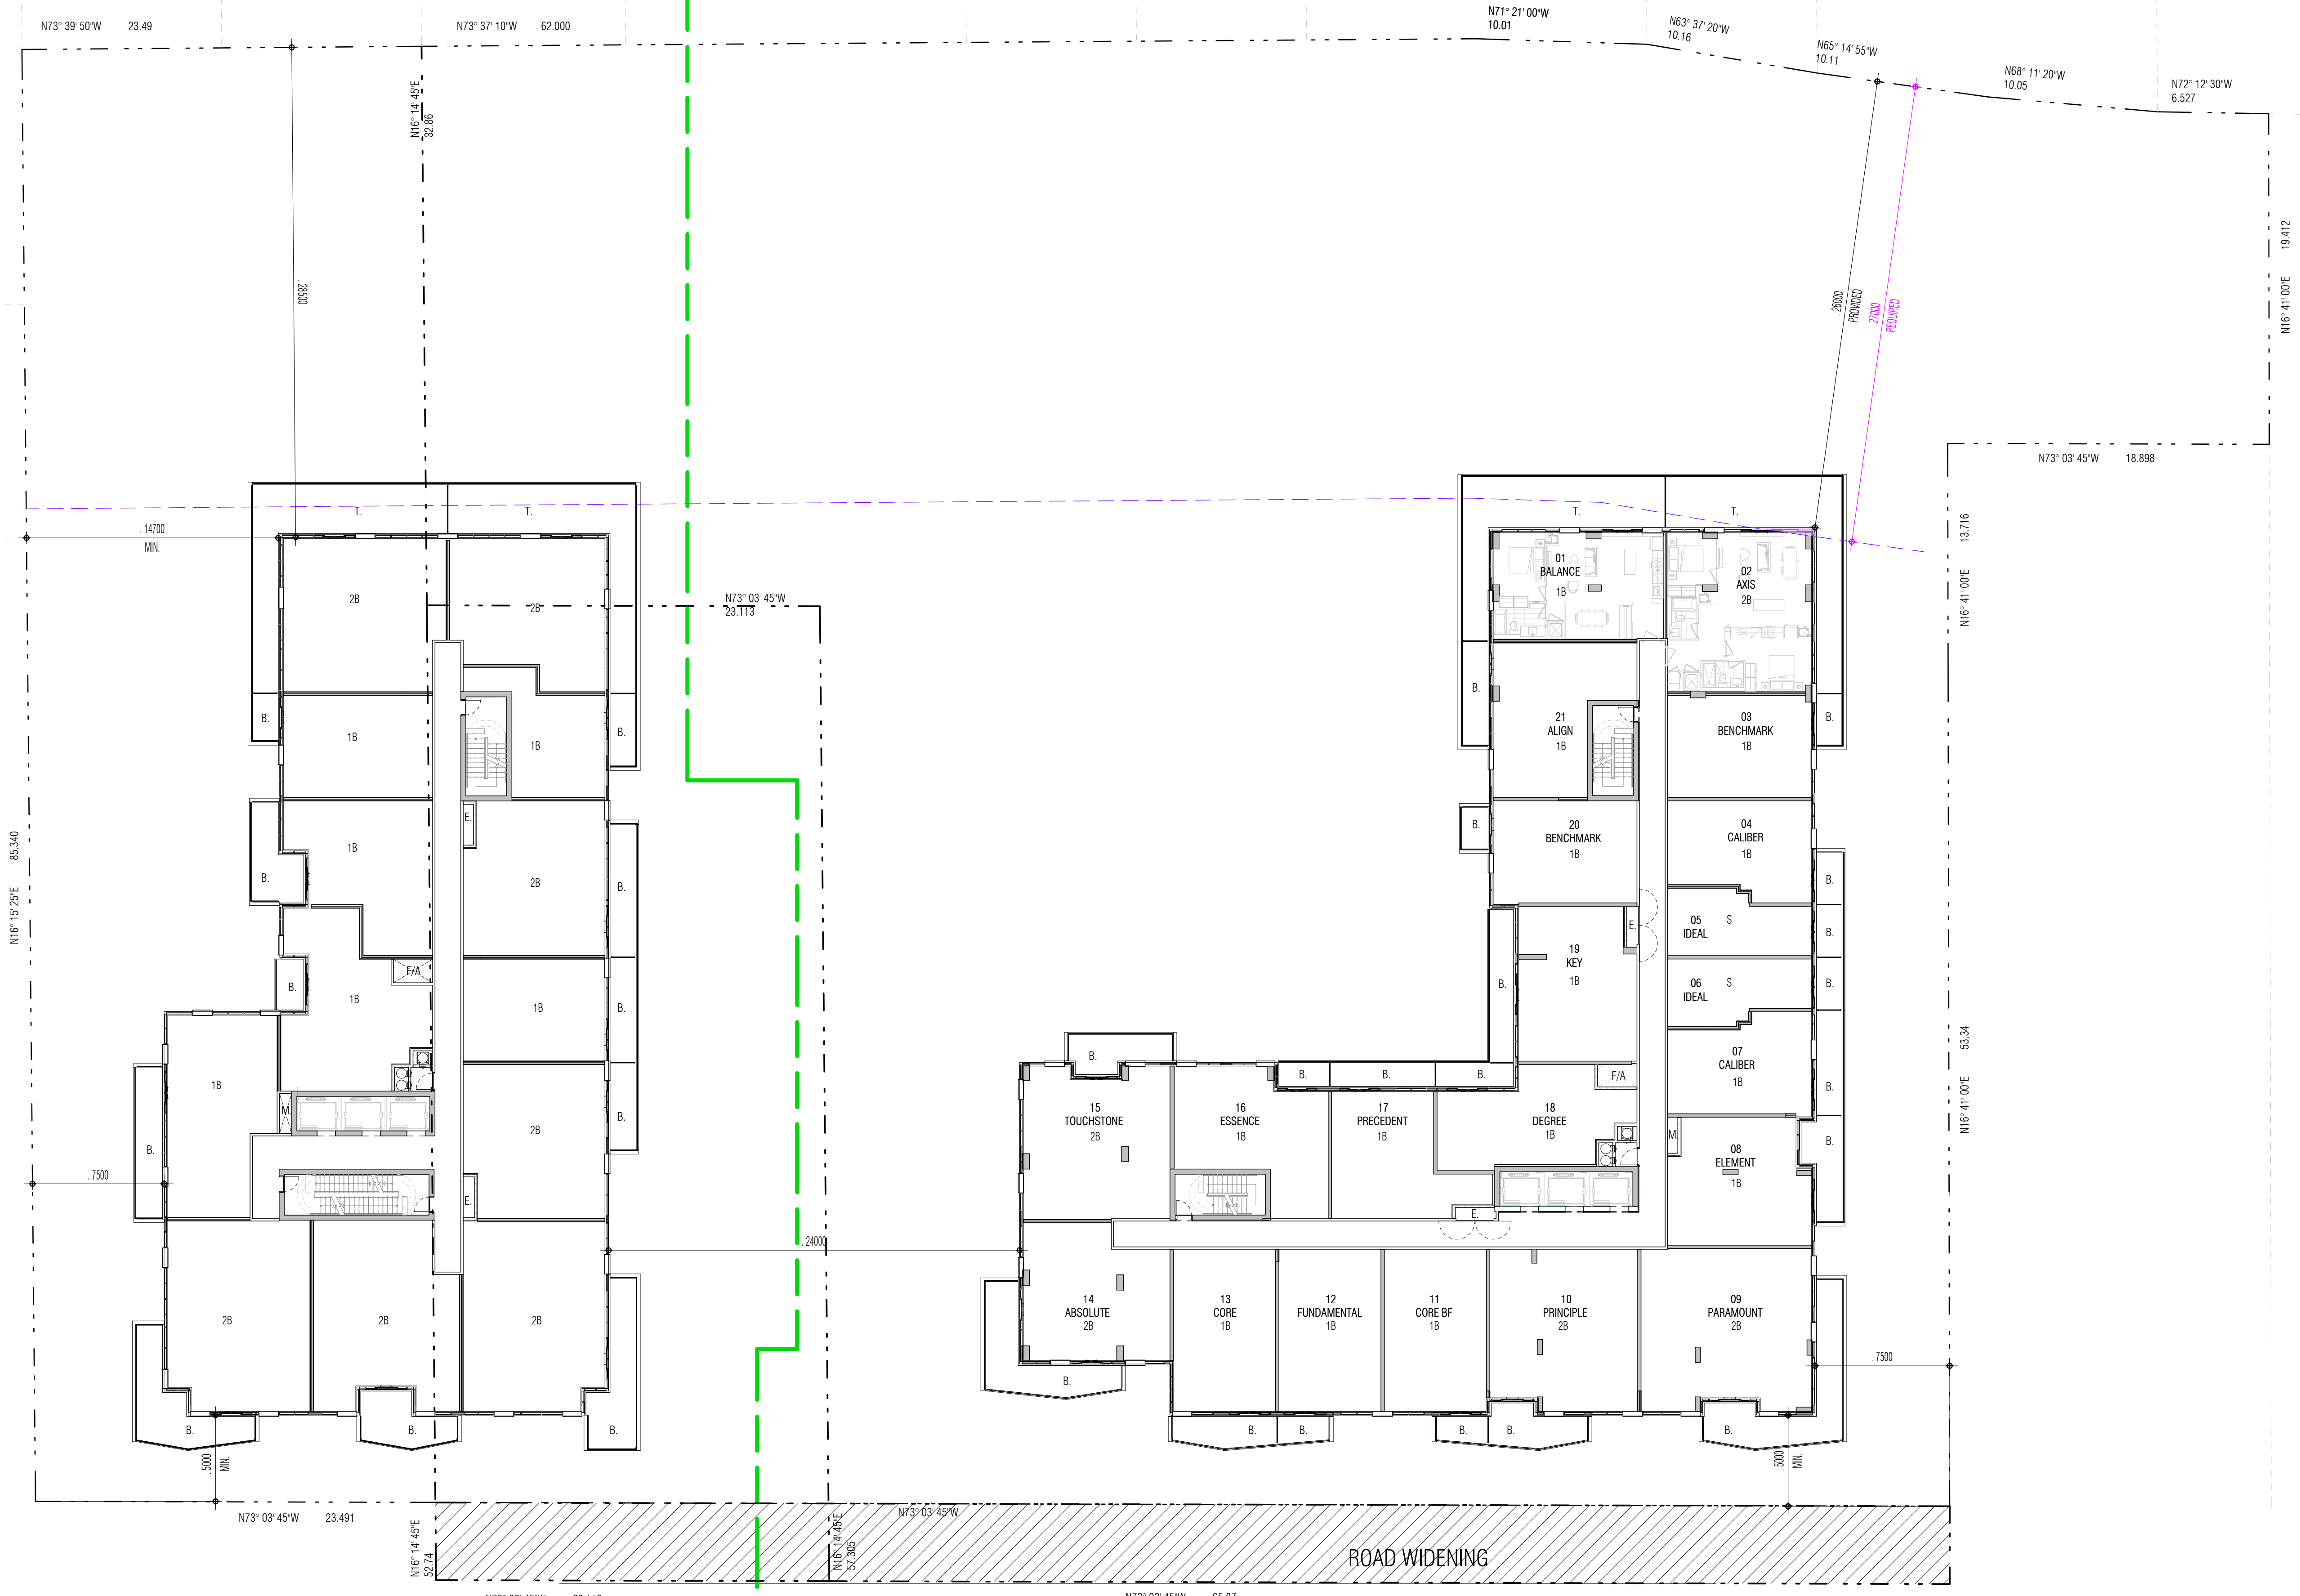 N73° 39' 50"W 23.49
N73° 37' 10"W 62.000
N71° 21' 00"W
10.01
N63° 37' 20"W
10.16
N65° 14' 55"W
10.11
N68° 11' 20"W
10.05
N72° 12' 30"W
6.527
N16° 14' 45"E
32.86
N16° 41' 00"E 19.412
28500
26000
PROVIDED
27000
REQUIRED
N73° 03' 45"W 18.898
N16° 41' 00"E 13.716
14700
MIN.
T.
T.
T.
T.
2B
2B
N73° 03' 45"W
23.113
01
BALANCE
1B
02
AXIS
2B
B.
1B
1B
B.
B.
21
ALIGN
1B
03
BENCHMARK
1B
B.
N16° 15' 25"E 85.340
B.
1B
E.
2B
B.
B.
20
BENCHMARK
1B
04
CALIBER
1B
B.
05
IDEAL
S
B.
E.
19
KEY
1B
B.
06
IDEAL
S
B.
B.
1B
F/A
1B
B.
07
CALIBER
1B
B.
N16° 41' 00"E 53.34
1B
B.
M.
2B
B.
E.
7500
B.
15
TOUCHSTONE
2B
B.
B.
B.
16
ESSENCE
1B
17
PRECEDENT
1B
18
DEGREE
1B
F/A
M.
08
ELEMENT
1B
B.
E.
24000
2B
2B
2B
14
ABSOLUTE
2B
13
CORE
1B
12
FUNDAMENTAL
1B
11
CORE BF
1B
10
PRINCIPLE
2B
09
PARAMOUNT
2B
7500
B.
B.
B.
B.
B.
B.
B.
B.
B.
B.
5000
MIN.
5000
MIN.
N73° 03' 45"W 23.491
N73° 03' 45"W
N16° 14' 45"E
52.74
N16° 14' 45"E
57.305
ROAD WIDENING